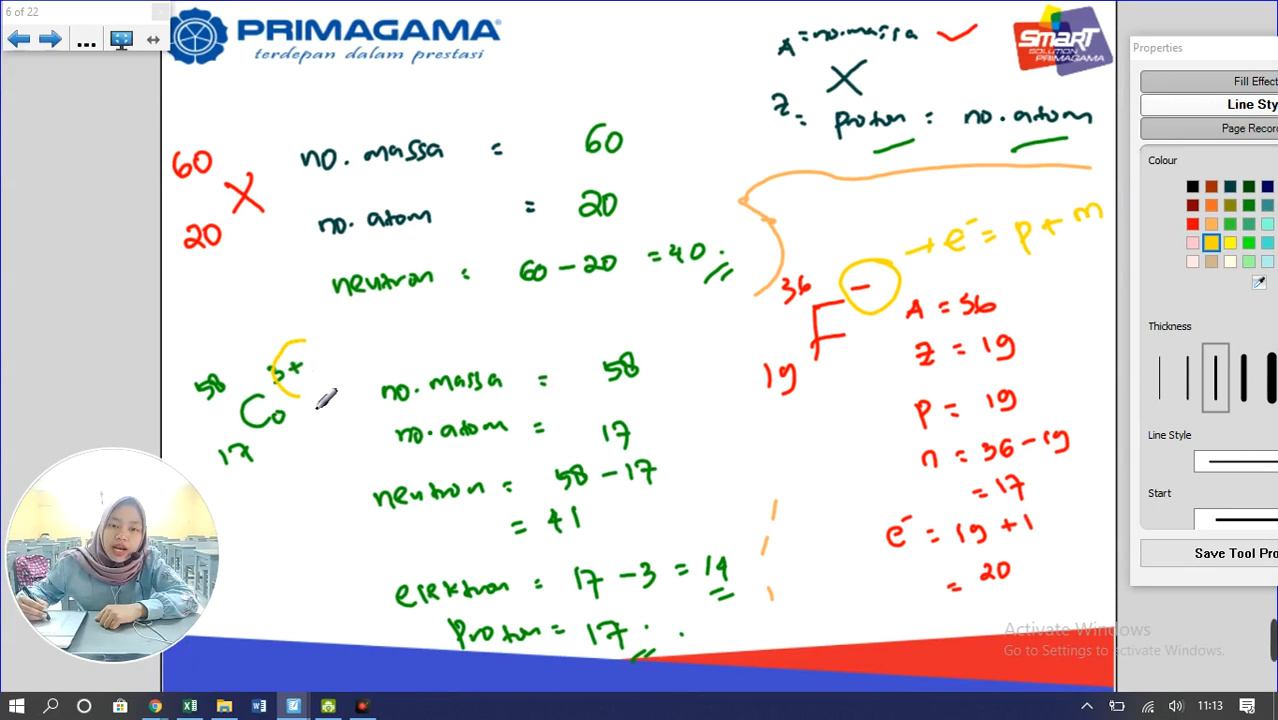 6 of 22
PRIMAGAMA
terdepan dalam prestasi
A = no.massa
X
Z = proton = no.atom
SMART
SOLUTION
PRIMAGAMA
60
X
20
no. massa = 60
no. atom = 20
neutron = 60 - 20 = 40
58
3+
Co
17
no. massa = 58
no. atom = 17
neutron = 58 - 17
= 41
elektron = 17 - 3 = 14
Proton = 17
→ e⁻ = p + m
36
F
-
19
A = 36
Z = 19
p = 19
n = 36 - 19
= 17
e⁻ = 19 + 1
= 20
Properties
Fill Effect
Line Sty
Page Record
Colour
Thickness
Line Style
Start
Save Tool Pro
Activate Windows
Go to Settings to activate Windows.
11:13